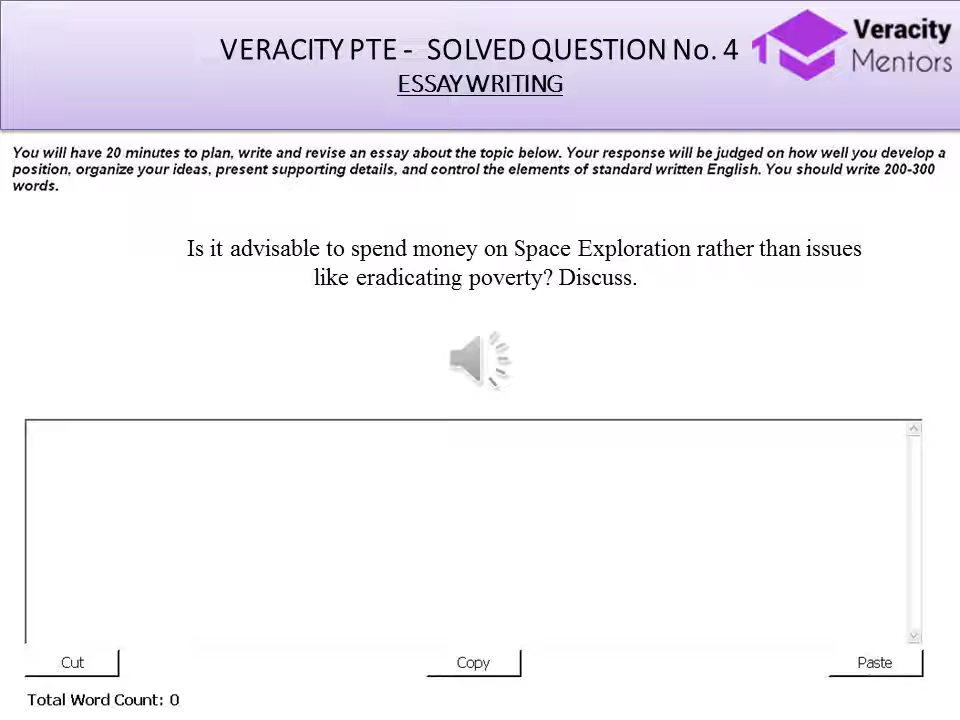 VERACITY PTE - SOLVED QUESTION No. 4
ESSAY WRITING
Veracity
Mentors
You will have 20 minutes to plan, write and revise an essay about the topic below. Your response will be judged on how well you develop a
position, organize your ideas, present supporting details, and control the elements of standard written English. You should write 200-300
words.
Is it advisable to spend money on Space Exploration rather than issues
like eradicating poverty? Discuss.
Cut
Copy
Paste
Total Word Count: 0